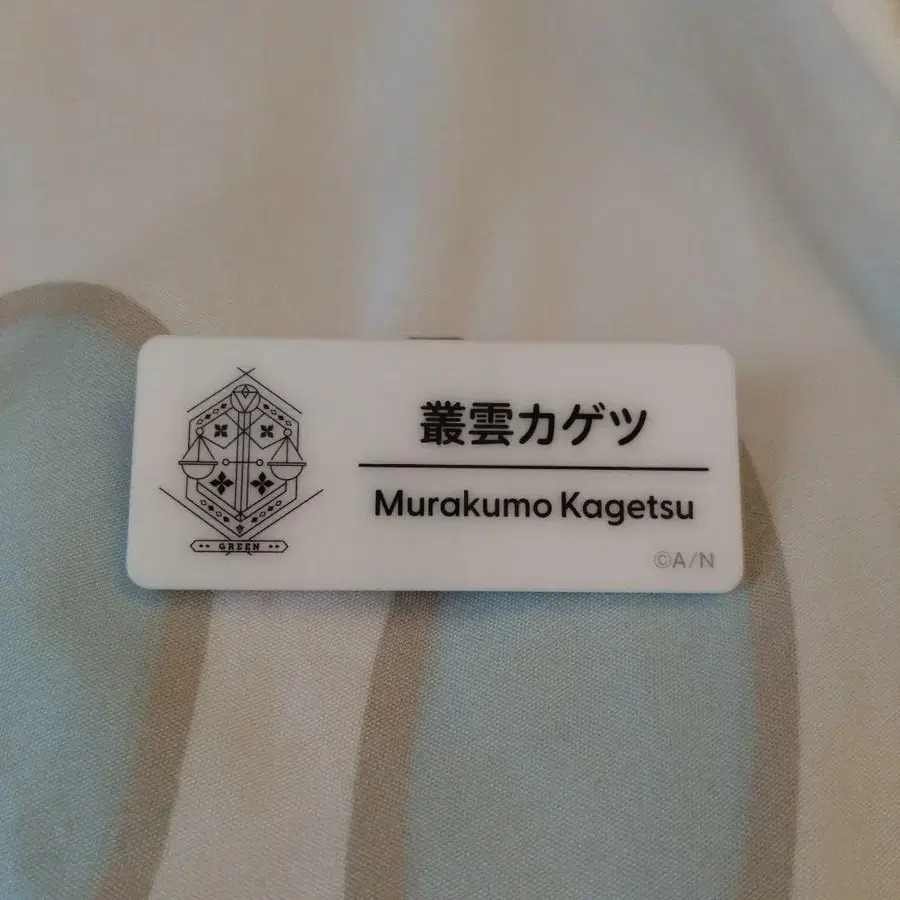 叢雲カゲツ
Murakumo Kagetsu
GREEN
©A/N